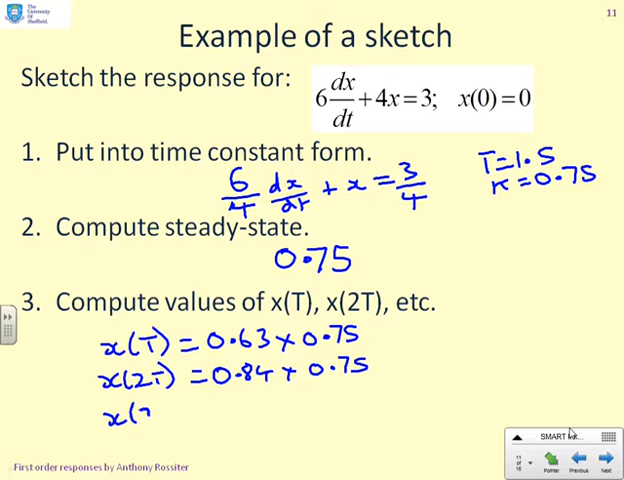 The
University
Of
Sheffield.
11
Example of a sketch
Sketch the response for: 6 dx/dt + 4x = 3; x(0) = 0
1. Put into time constant form.
6/4 dx/dt + x = 3/4
T=1.5
K=0.75
2. Compute steady-state.
0.75
3. Compute values of x(T), x(2T), etc.
x(T) = 0.63 x 0.75
x(2T) = 0.84 x 0.75
x(
SMART
11
of
16
Pointer Previous Next
First order responses by Anthony Rossiter